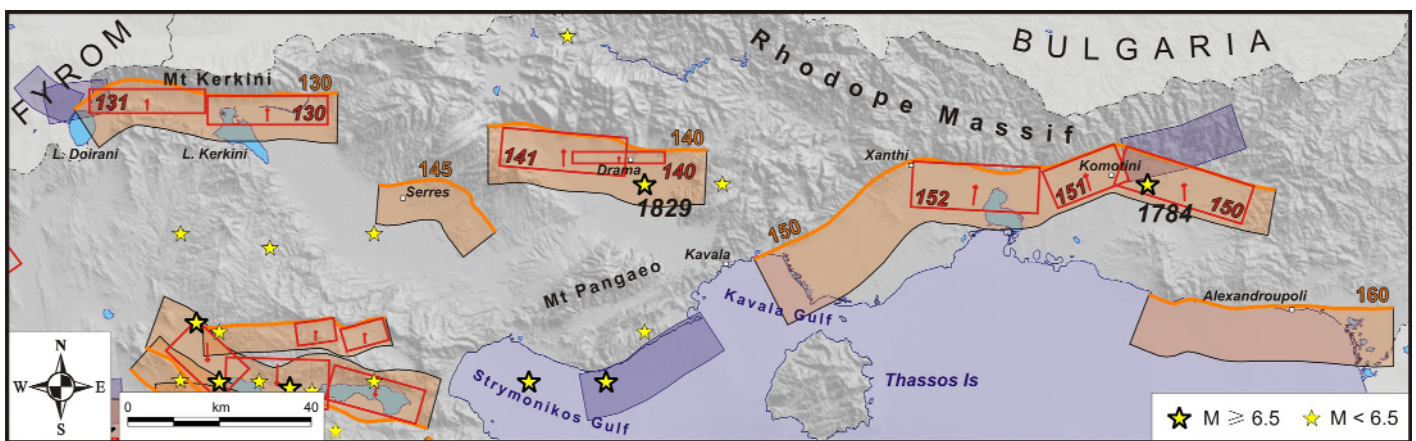 FYROM
Mt Kerkini
130
131
130
L. Doirani
L. Kerkini
145
Serres
140
141
Drama
140
1829
Rhodope Massif
BULGARIA
Xanthi
Komotini
152
151
150
1784
150
Kavala
Mt Pangaeo
Kavala Gulf
Alexandroupoli
160
Strymonikos Gulf
Thassos Is
N
W E
S
0 km 40
M ≥ 6.5 M < 6.5